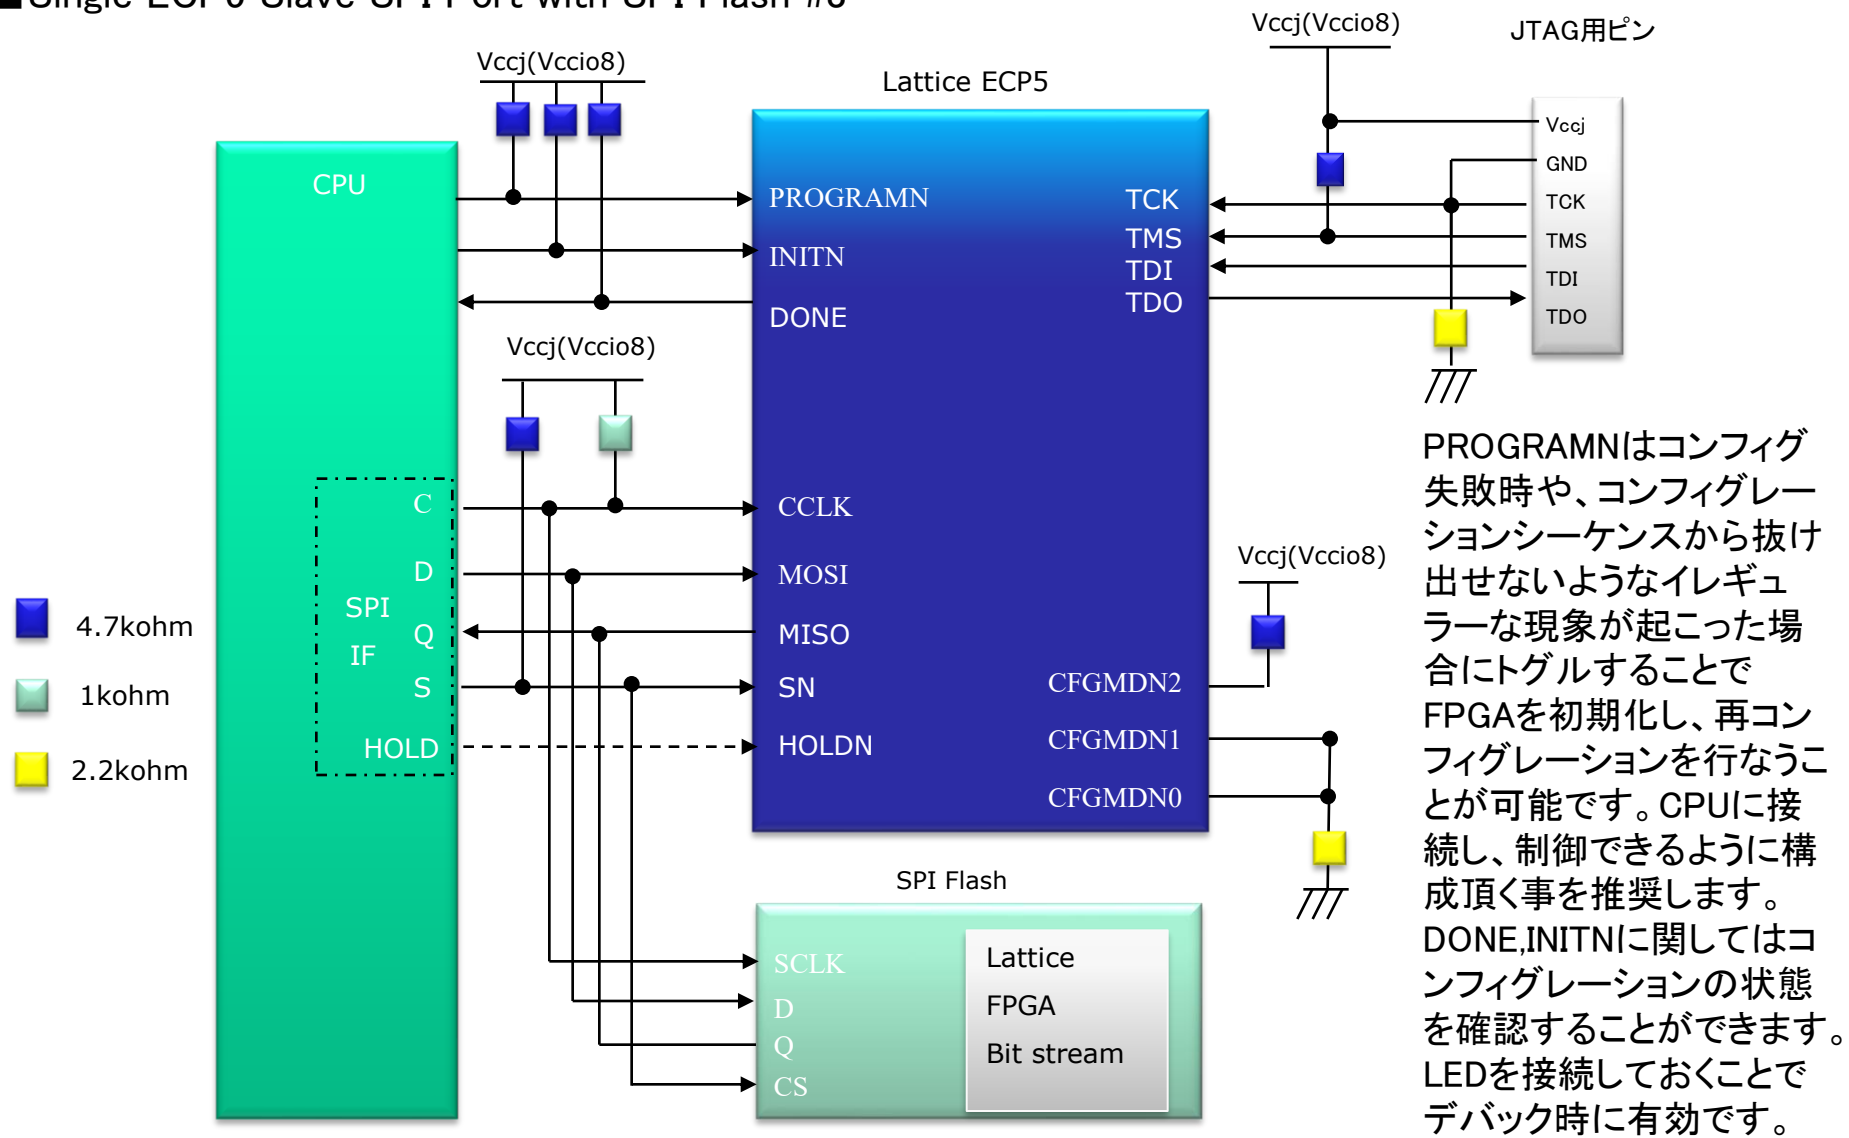 ■Single ECP5 Slave SPI Port with SPI Flash
Vccj(Vccio8)
JTAG用ピン
Vccj(Vccio8)
Lattice ECP5
CPU
PROGRAMN
INITN
DONE
TCK
TMS
TDI
TDO
Vccj
GND
TCK
TMS
TDI
TDO
Vccj(Vccio8)
C
D
Q
S
HOLD
SPI
IF
CCLK
MOSI
MISO
SN
HOLDN
Vccj(Vccio8)
CFGMDN2
CFGMDN1
CFGMDN0
4.7kohm
1kohm
2.2kohm
SPI Flash
SCLK
D
Q
CS
Lattice
FPGA
Bit stream
PROGRAMNはコンフィグ
失敗時や、コンフィグレー
ションシーケンスから抜け
出せないようなイレギュ
ラーな現象が起こった場
合にトグルすることで
FPGAを初期化し、再コン
フィグレーションを行なうこ
とが可能です。CPUに接
続し、制御できるように構
成頂く事を推奨します。
DONE,INITNに関してはコ
ンフィグレーションの状態
を確認することができます。
LEDを接続しておくことで
デバック時に有効です。